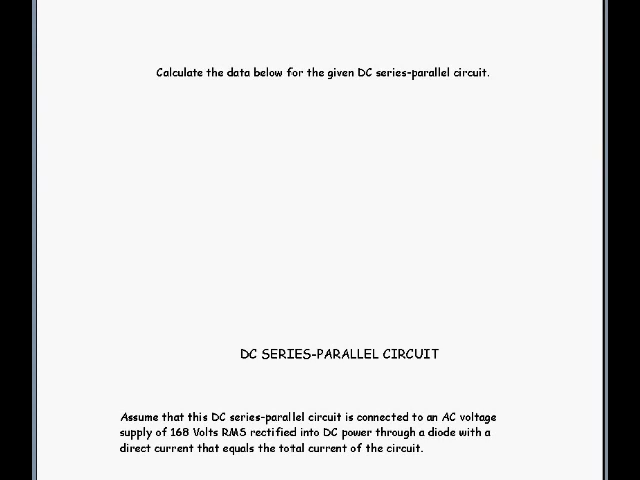 Calculate the data below for the given DC series-parallel circuit.
DC SERIES-PARALLEL CIRCUIT
Assume that this DC series-parallel circuit is connected to an AC voltage
supply of 168 Volts RMS rectified into DC power through a diode with a
direct current that equals the total current of the circuit.